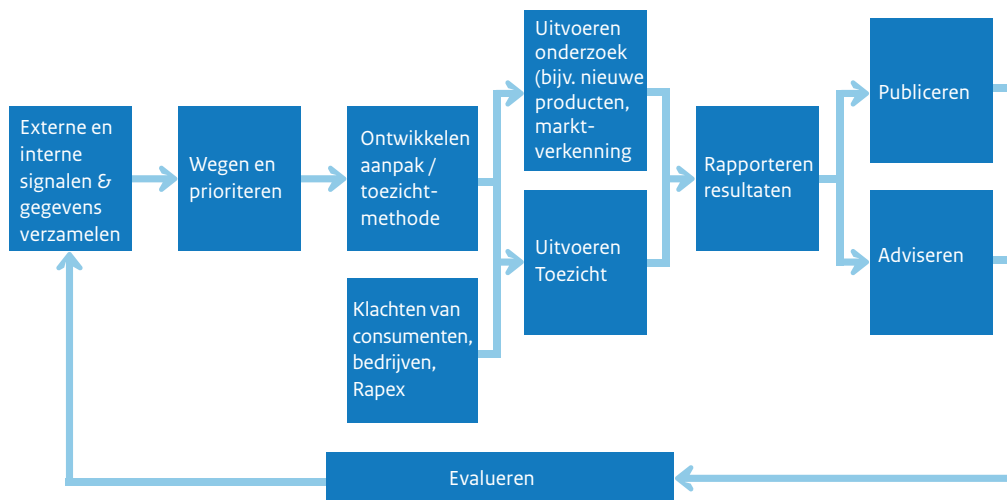 Externe en
interne
signalen &
gegevens
verzamelen
Wegen en
prioriteren
Ontwikkelen
aanpak /
toezicht-
methode
Klachten van
consumenten,
bedrijven,
Rapex
Uitvoeren
onderzoek
(bijv. nieuwe
producten,
markt-
verkenning
Uitvoeren
Toezicht
Rapporteren
resultaten
Publiceren
Adviseren
Evalueren